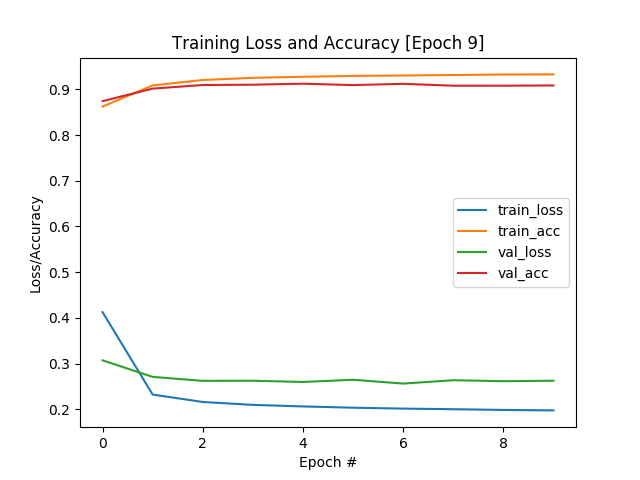 Training Loss and Accuracy [Epoch 9]
0.9
0.8
0.7
0.6
0.5
0.4
0.3
0.2
Loss/Accuracy
train_loss
train_acc
val_loss
val_acc
0 2 4 6 8
Epoch #